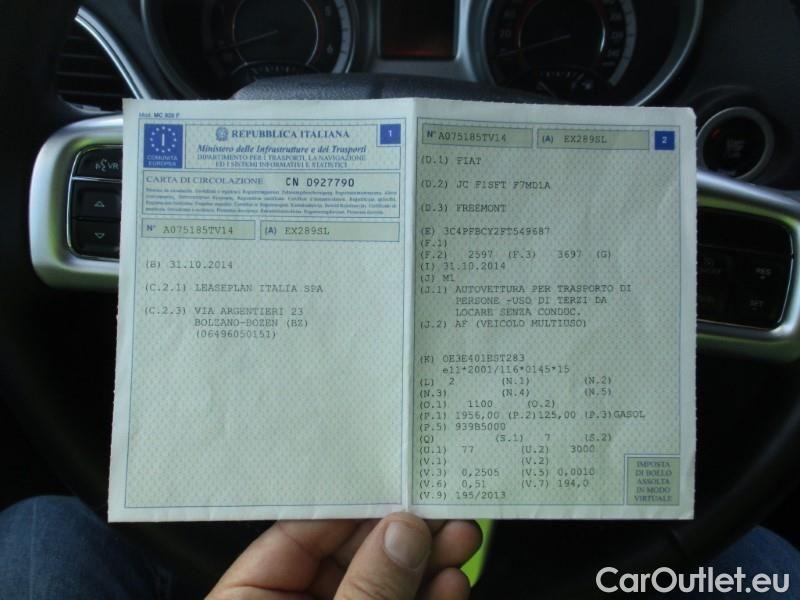 Mod. MC 820 F
I
COMUNITÀ
EUROPEA
REPUBBLICA ITALIANA
1
Ministero delle Infrastrutture e dei Trasporti
DIPARTIMENTO PER I TRASPORTI, LA NAVIGAZIONE
ED I SISTEMI INFORMATIVI E STATISTICI
CARTA DI CIRCOLAZIONE CN 0927790
N° A075185TV14 (A) EX289SL
(B) 31.10.2014
(C.2.1) LEASEPLAN ITALIA SPA
(C.2.3) VIA ARGENTIERI 23
BOLZANO-BOZEN (BZ)
(06496050151)
N° A075185TV14 (A) EX289SL 2
(D.1) FIAT
(D.2) JC F1SFT F7MD1A
(D.3) FREEMONT
(E) 3C4PFBCY2FT549687
(F.1)
(F.2) 2597 (F.3) 3697 (G)
(I) 31.10.2014
(J) M1
(J.1) AUTOVETTURA PER TRASPORTO DI
PERSONE -USO DI TERZI DA
LOCARE SENZA CONDUC.
(J.2) AF (VEICOLO MULTIUSO)
(K) OE3E401EST283
e11*2001/116*0145*15
(L) 2 (N.1) (N.2)
(N.3) (N.4) (N.5)
(O.1) 1100 (O.2)
(P.1) 1956,00 (P.2)125,00 (P.3)GASOL
(P.5) 939B5000
(Q) (S.1) 7 (S.2)
(U.1) 77 (U.2) 3000
(V.1) (V.2)
(V.3) 0,2505 (V.5) 0,0010
(V.6) 0,51 (V.7) 194,0
(V.9) 195/2013
IMPOSTA
DI BOLLO
ASSOLTA
IN MODO
VIRTUALE
VR
RES
SET
CarOutlet.eu